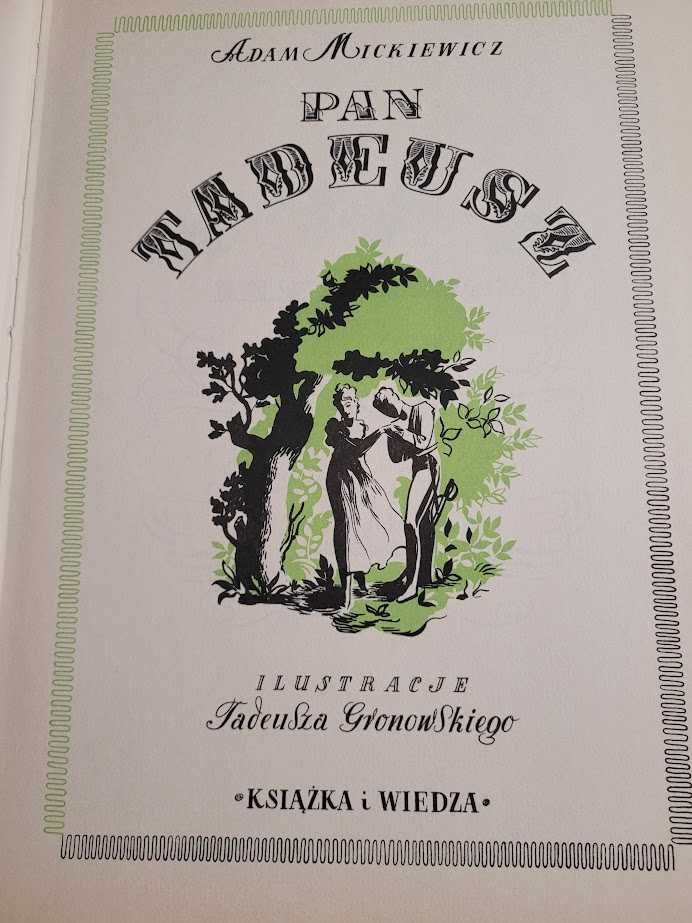 ADAM MICKIEWICZ
PAN
TADEUSZ
ILUSTRACJE
Tadeusza Gronowskiego
•KSIĄŻKA i WIEDZA•